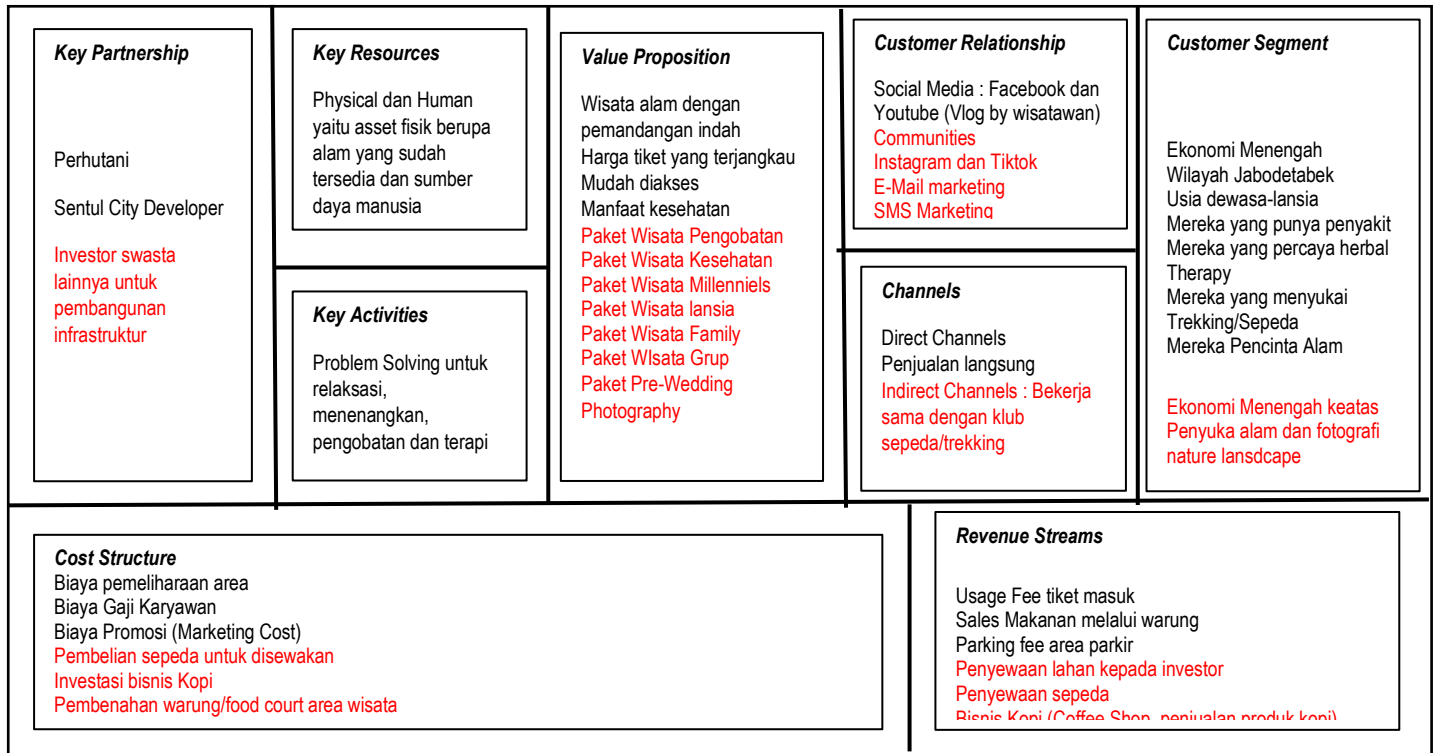 Key Partnership
Perhutani
Sentul City Developer
Investor swasta
lainnya untuk
pembangunan
infrastruktur
Key Resources
Physical dan Human
yaitu asset fisik berupa
alam yang sudah
tersedia dan sumber
daya manusia
Key Activities
Problem Solving untuk
relaksasi,
menenangkan,
pengobatan dan terapi
Value Proposition
Wisata alam dengan
pemandangan indah
Harga tiket yang terjangkau
Mudah diakses
Manfaat kesehatan
Paket Wisata Pengobatan
Paket Wisata Kesehatan
Paket Wisata Millenniels
Paket Wisata lansia
Paket Wisata Family
Paket WIsata Grup
Paket Pre-Wedding
Photography
Customer Relationship
Social Media : Facebook dan
Youtube (Vlog by wisatawan)
Communities
Instagram dan Tiktok
E-Mail marketing
SMS Marketing
Channels
Direct Channels
Penjualan langsung
Indirect Channels : Bekerja
sama dengan klub
sepeda/trekking
Customer Segment
Ekonomi Menengah
Wilayah Jabodetabek
Usia dewasa-lansia
Mereka yang punya penyakit
Mereka yang percaya herbal
Therapy
Mereka yang menyukai
Trekking/Sepeda
Mereka Pencinta Alam
Ekonomi Menengah keatas
Penyuka alam dan fotografi
nature lansdcape
Cost Structure
Biaya pemeliharaan area
Biaya Gaji Karyawan
Biaya Promosi (Marketing Cost)
Pembelian sepeda untuk disewakan
Investasi bisnis Kopi
Pembenahan warung/food court area wisata
Revenue Streams
Usage Fee tiket masuk
Sales Makanan melalui warung
Parking fee area parkir
Penyewaan lahan kepada investor
Penyewaan sepeda
Bisnis Kopi (Coffee Shop, penjualan produk kopi)